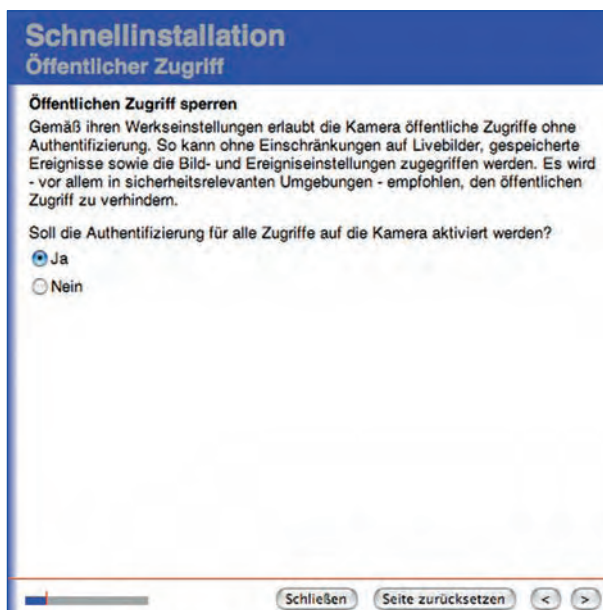 Schnellinstallation
Öffentlicher Zugriff
Öffentlichen Zugriff sperren
Gemäß ihren Werkseinstellungen erlaubt die Kamera öffentliche Zugriffe ohne
Authentifizierung. So kann ohne Einschränkungen auf Livebilder, gespeicherte
Ereignisse sowie die Bild- und Ereigniseinstellungen zugegriffen werden. Es wird
- vor allem in sicherheitsrelevanten Umgebungen - empfohlen, den öffentlichen
Zugriff zu verhindern.
Soll die Authentifizierung für alle Zugriffe auf die Kamera aktiviert werden?
Ja
Nein
Schließen Seite zurücksetzen < >